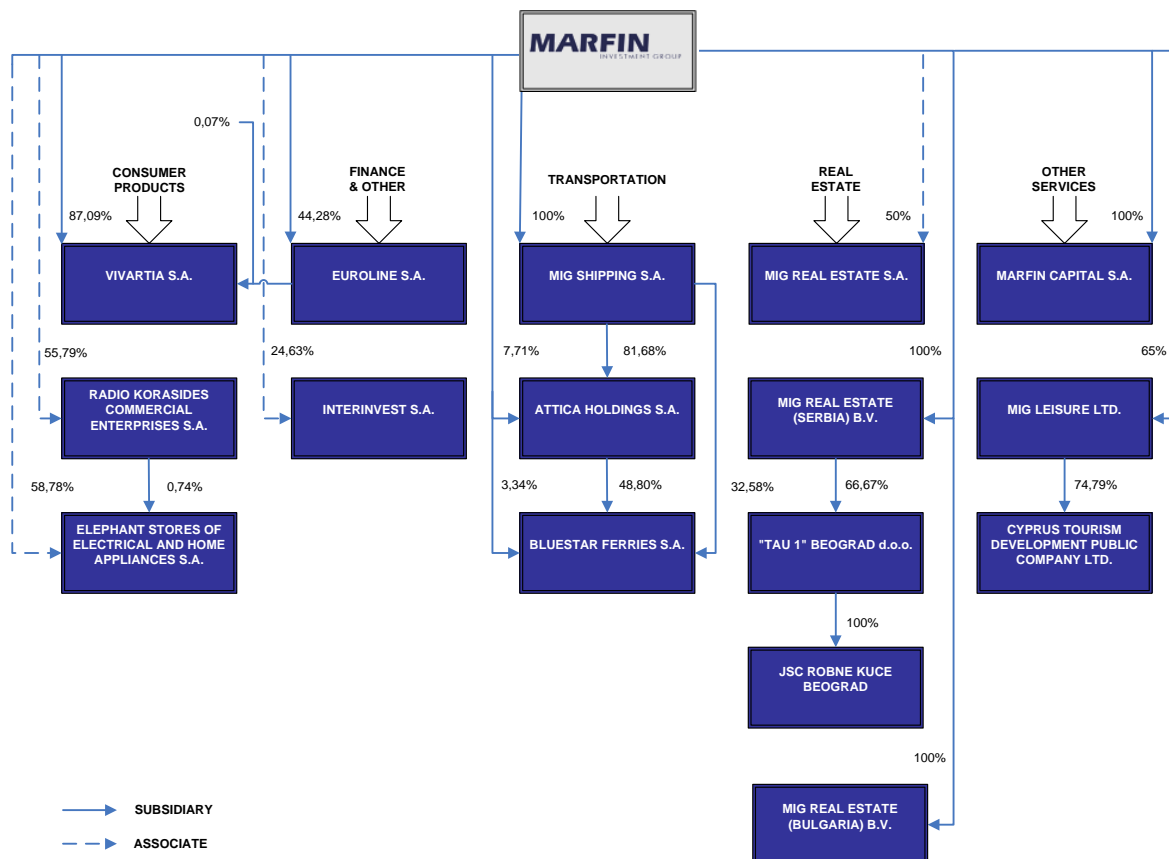 MARFIN
INVESTMENT GROUP
0,07%
CONSUMER
PRODUCTS
FINANCE
& OTHER
TRANSPORTATION
REAL
ESTATE
OTHER
SERVICES
87,09%
44,28%
100%
50%
100%
VIVARTIA S.A.
EUROLINE S.A.
MIG SHIPPING S.A.
MIG REAL ESTATE S.A.
MARFIN CAPITAL S.A.
55,79%
24,63%
7,71%
81,68%
100%
65%
RADIO KORASIDES
COMMERCIAL
ENTERPRISES S.A.
INTERINVEST S.A.
ATTICA HOLDINGS S.A.
MIG REAL ESTATE
(SERBIA) B.V.
MIG LEISURE LTD.
58,78%
0,74%
3,34%
48,80%
32,58%
66,67%
74,79%
ELEPHANT STORES OF
ELECTRICAL AND HOME
APPLIANCES S.A.
BLUESTAR FERRIES S.A.
"TAU 1" BEOGRAD d.o.o.
CYPRUS TOURISM
DEVELOPMENT PUBLIC
COMPANY LTD.
100%
JSC ROBNE KUCE
BEOGRAD
100%
MIG REAL ESTATE
(BULGARIA) B.V.
SUBSIDIARY
ASSOCIATE